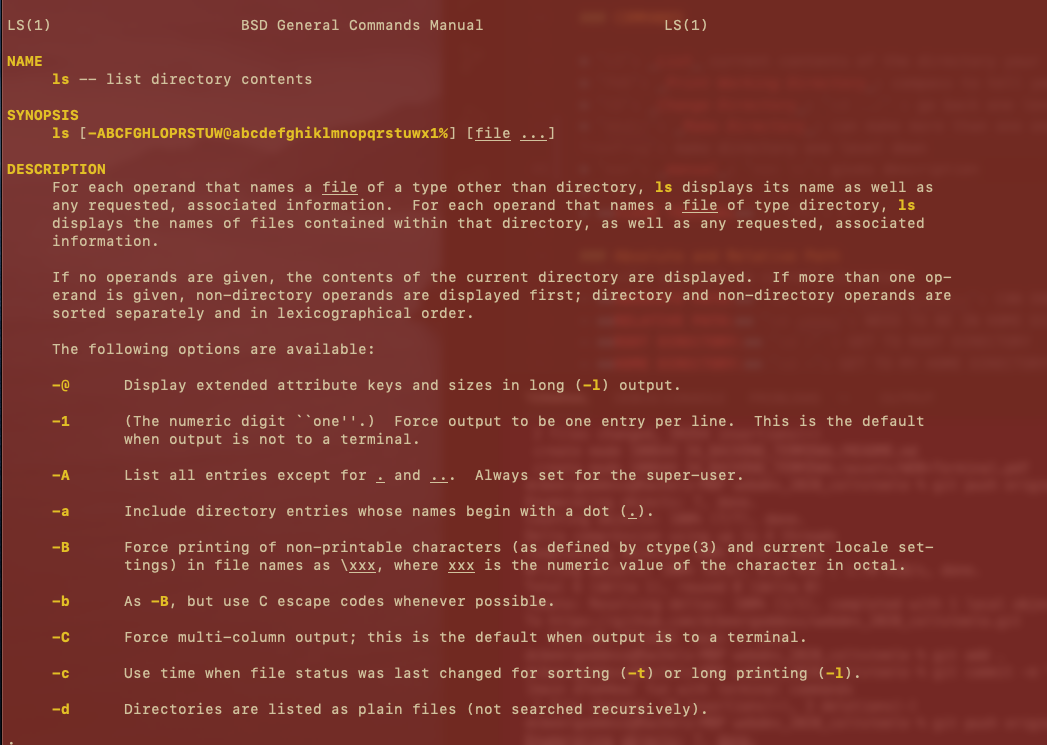 LS(1)                     BSD General Commands Manual                    LS(1)
NAME
ls -- list directory contents
SYNOPSIS
ls [-ABCFGHLOPRSTUW@abcdefghiklmnopqrstuwx1%] [file ...]
DESCRIPTION
For each operand that names a file of a type other than directory, ls displays its name as well as
any requested, associated information.  For each operand that names a file of type directory, ls
displays the names of files contained within that directory, as well as any requested, associated
information.
If no operands are given, the contents of the current directory are displayed.  If more than one op-
erand is given, non-directory operands are displayed first; directory and non-directory operands are
sorted separately and in lexicographical order.
The following options are available:
-@      Display extended attribute keys and sizes in long (-l) output.
-1      (The numeric digit ``one''.)  Force output to be one entry per line.  This is the default
when output is not to a terminal.
-A      List all entries except for . and ...  Always set for the super-user.
-a      Include directory entries whose names begin with a dot (.).
-B      Force printing of non-printable characters (as defined by ctype(3) and current locale set-
tings) in file names as \xxx, where xxx is the numeric value of the character in octal.
-b      As -B, but use C escape codes whenever possible.
-C      Force multi-column output; this is the default when output is to a terminal.
-c      Use time when file status was last changed for sorting (-t) or long printing (-l).
-d      Directories are listed as plain files (not searched recursively).